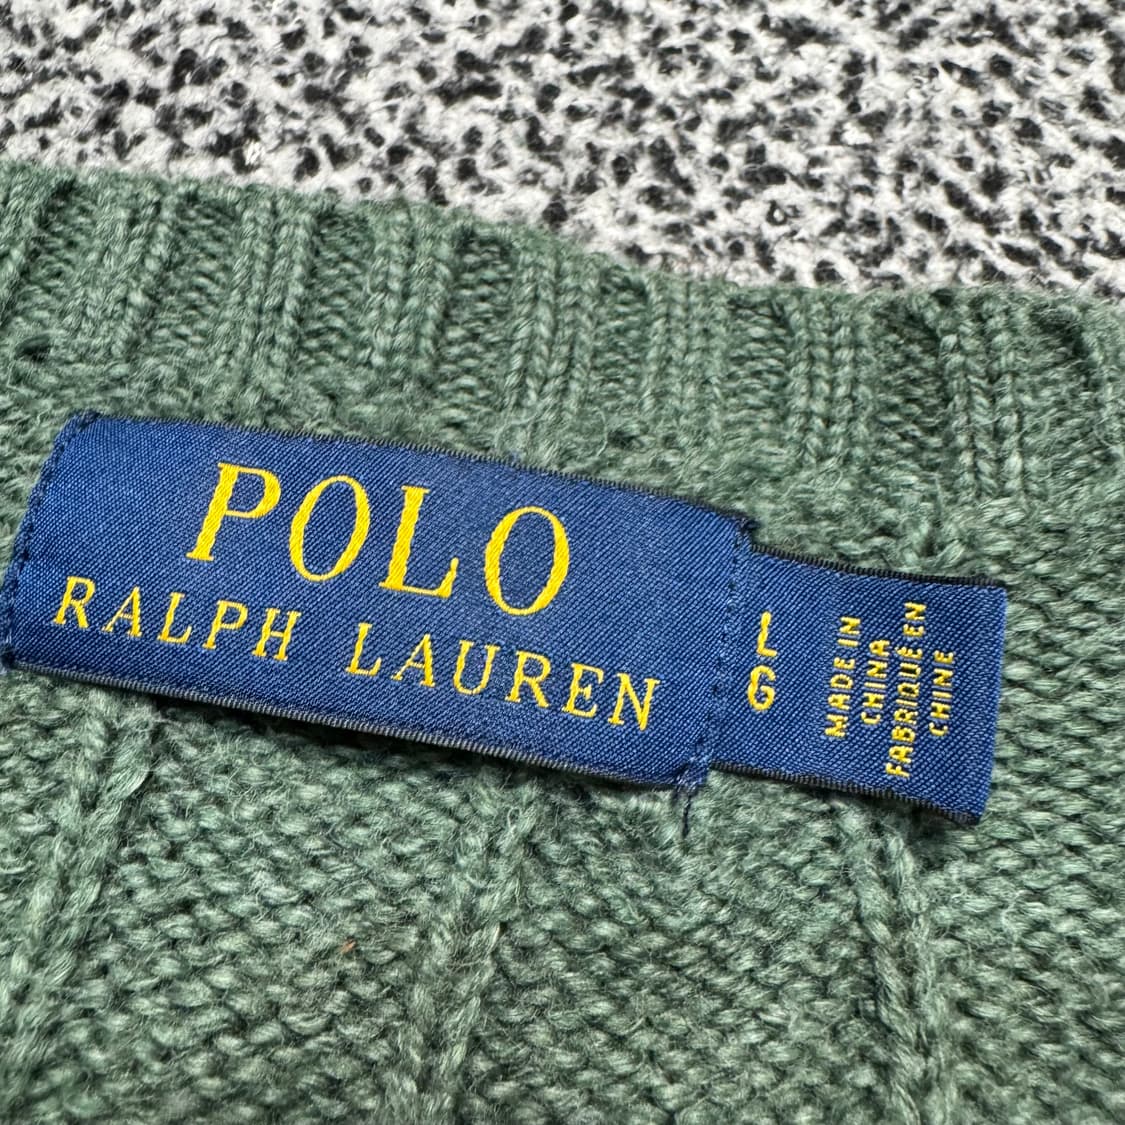 POLO
RALPH LAUREN
L
G
MADE IN
CHINA
FABRIQUÉ EN
CHINE